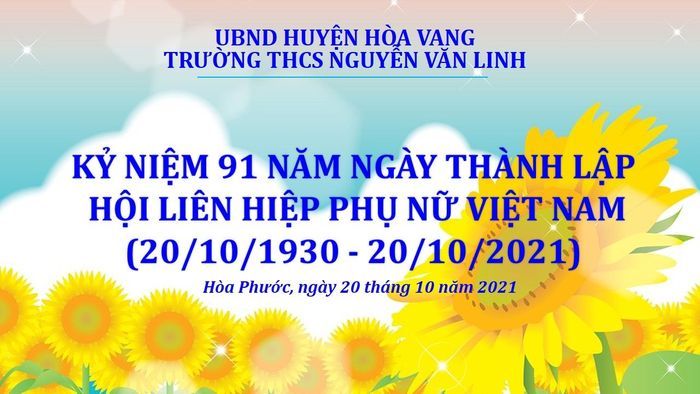 UBND HUYỆN HÒA VANG
TRƯỜNG THCS NGUYỄN VĂN LINH
KỶ NIỆM 91 NĂM NGÀY THÀNH LẬP
HỘI LIÊN HIỆP PHỤ NỮ VIỆT NAM
(20/10/1930 - 20/10/2021)
Hòa Phước, ngày 20 tháng 10 năm 2021